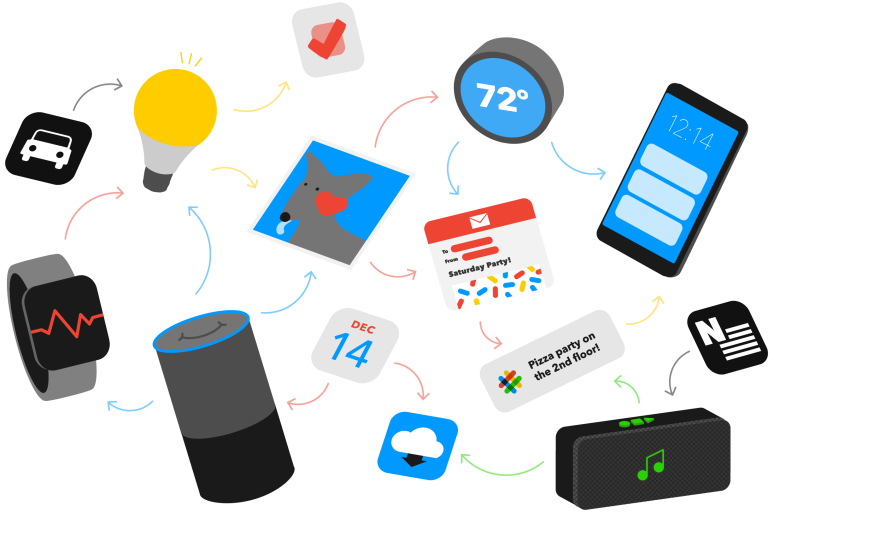 72°
12:14
To
From
Saturday Party!
DEC
14
Pizza party on
the 2nd floor!
N